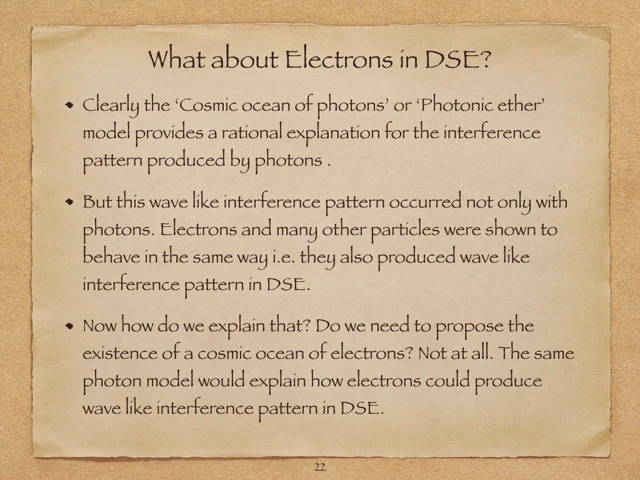 What about Electrons in DSE?
Clearly the ‘Cosmic ocean of photons’ or ‘Photonic ether’
model provides a rational explanation for the interference
pattern produced by photons .
But this wave like interference pattern occurred not only with
photons. Electrons and many other particles were shown to
behave in the same way i.e. they also produced wave like
interference pattern in DSE.
Now how do we explain that? Do we need to propose the
existence of a cosmic ocean of electrons? Not at all. The same
photon model would explain how electrons could produce
wave like interference pattern in DSE.
22